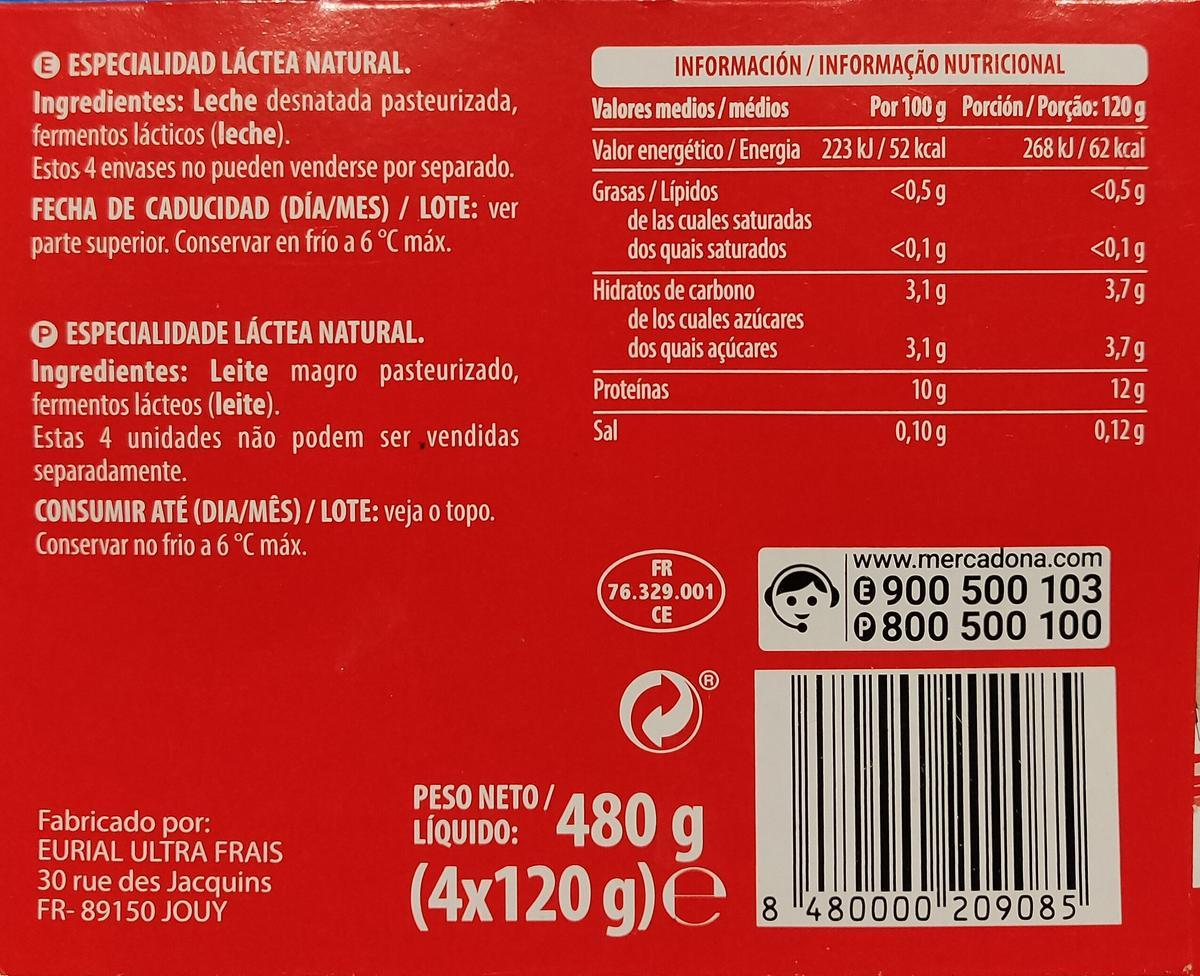 E ESPECIALIDAD LÁCTEA NATURAL.
Ingredientes: Leche desnatada pasteurizada,
fermentos lácticos (leche).
Estos 4 envases no pueden venderse por separado.
FECHA DE CADUCIDAD (DÍA/MES) / LOTE: ver
parte superior. Conservar en frío a 6 °C máx.
P ESPECIALIDADE LÁCTEA NATURAL.
Ingredientes: Leite magro pasteurizado,
fermentos lácteos (leite).
Estas 4 unidades não podem ser vendidas
separadamente.
CONSUMIR ATÉ (DIA/MÊS) / LOTE: veja o topo.
Conservar no frio a 6 °C máx.
Fabricado por:
EURIAL ULTRA FRAIS
30 rue des Jacquins
FR- 89150 JOUY
INFORMACIÓN / INFORMAÇÃO NUTRICIONAL
Valores medios / médios Por 100 g Porción / Porção: 120 g
Valor energético / Energia 223 kJ / 52 kcal 268 kJ / 62 kcal
Grasas / Lípidos <0,5 g <0,5 g
de las cuales saturadas
dos quais saturados <0,1 g <0,1 g
Hidratos de carbono 3,1 g 3,7 g
de los cuales azúcares
dos quais açúcares 3,1 g 3,7 g
Proteínas 10 g 12 g
Sal 0,10 g 0,12 g
FR
76.329.001
CE
www.mercadona.com
E 900 500 103
P 800 500 100
®
PESO NETO /
LÍQUIDO: 480 g
(4x120 g) e
8 480000 209085